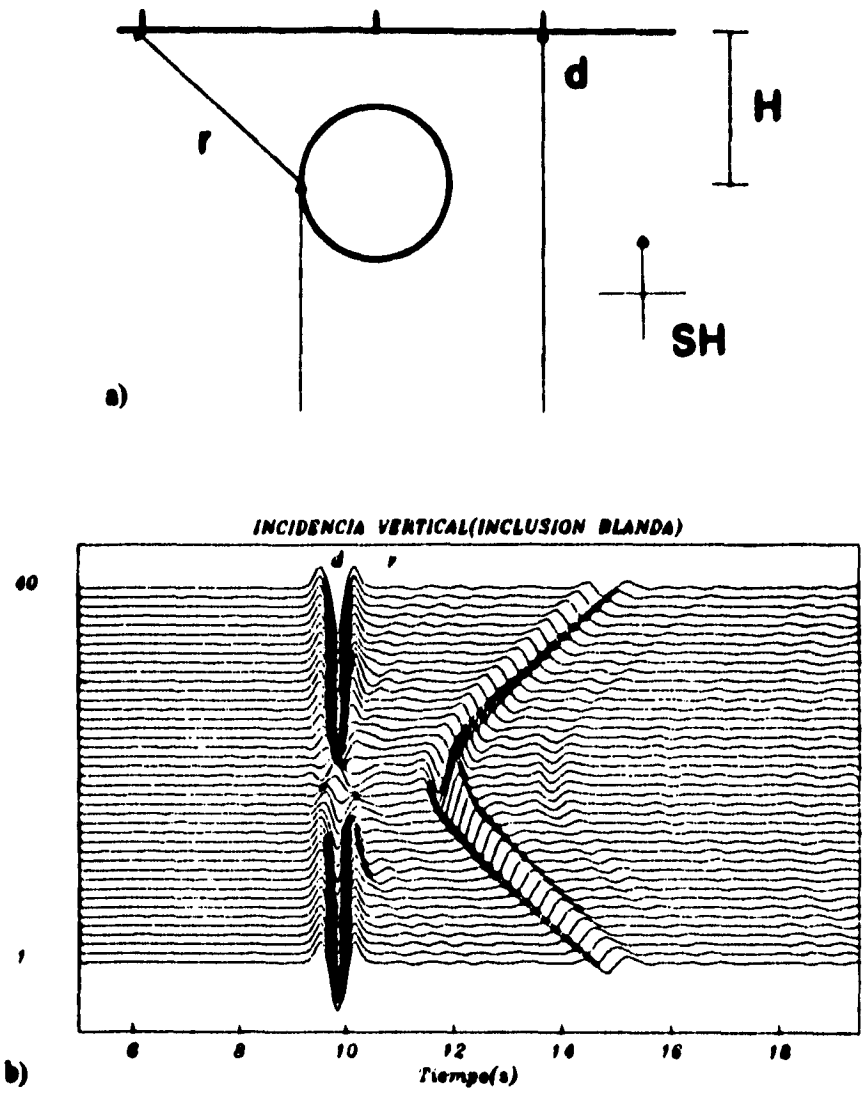 r
d
H
SH
a)
INCIDENCIA VERTICAL(INCLUSION BLANDA)
d r
40
1
6 8 10 12 14 16 18
Tiempo(s)
b)